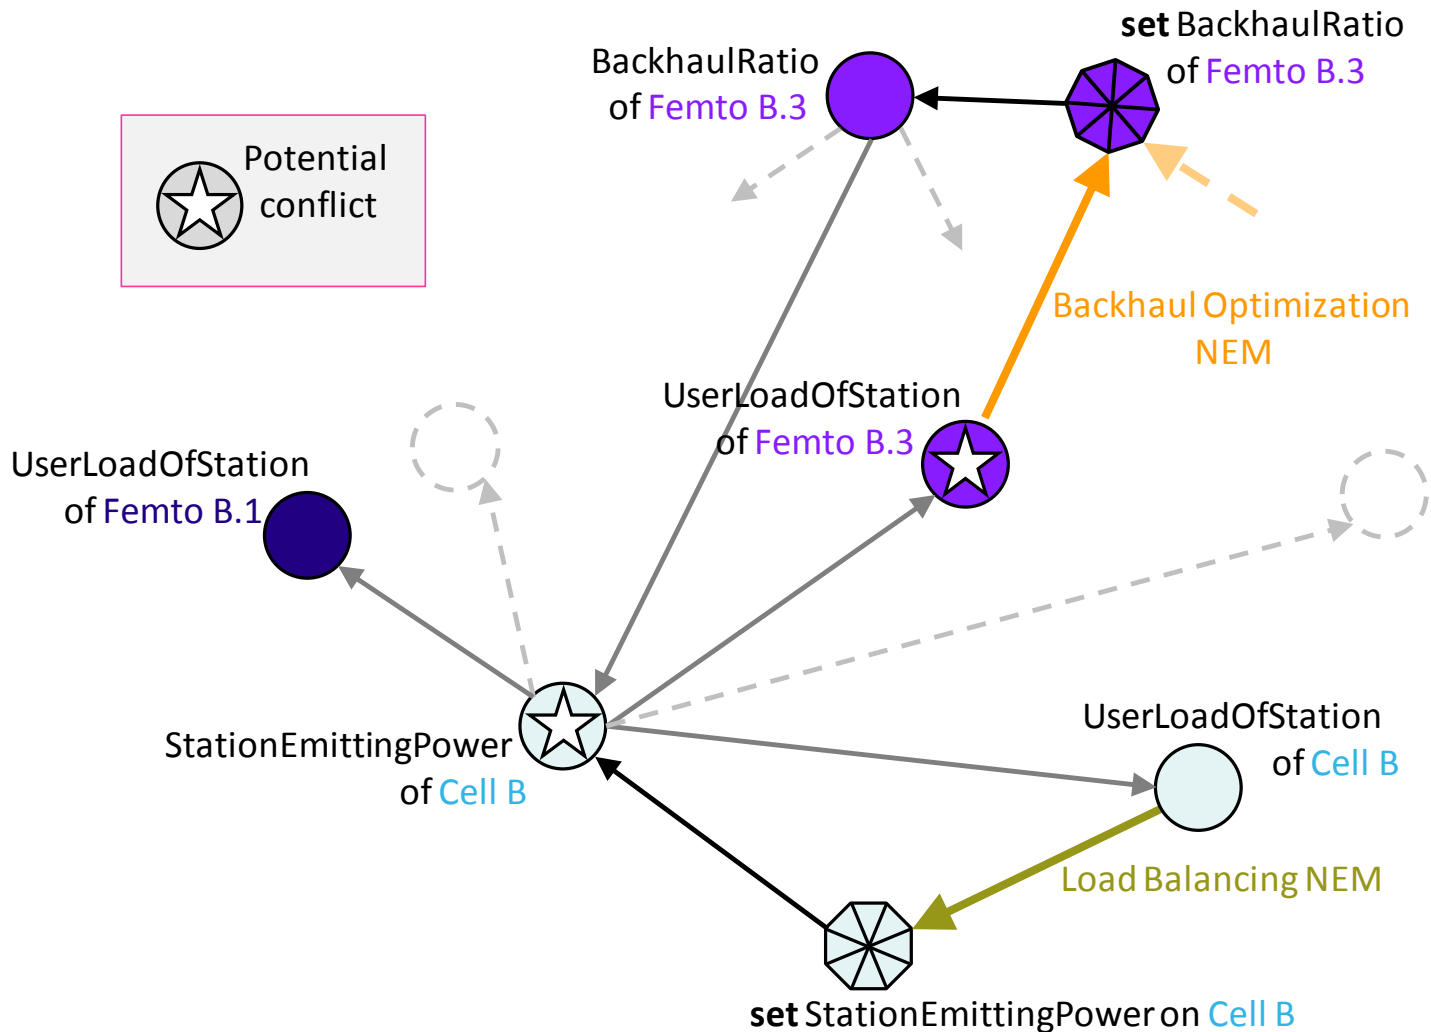 set BackhaulRatio
of Femto B.3
BackhaulRatio
of Femto B.3
Potential
conflict
Backhaul Optimization
NEM
UserLoadOfStation
of Femto B.3
UserLoadOfStation
of Femto B.1
UserLoadOfStation
of Cell B
StationEmittingPower
of Cell B
Load Balancing NEM
set StationEmittingPower on Cell B